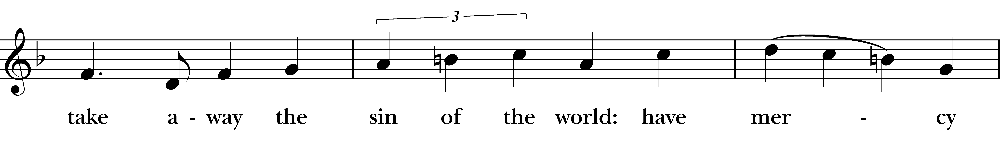 3
take a - way the sin of the world: have mer - cy